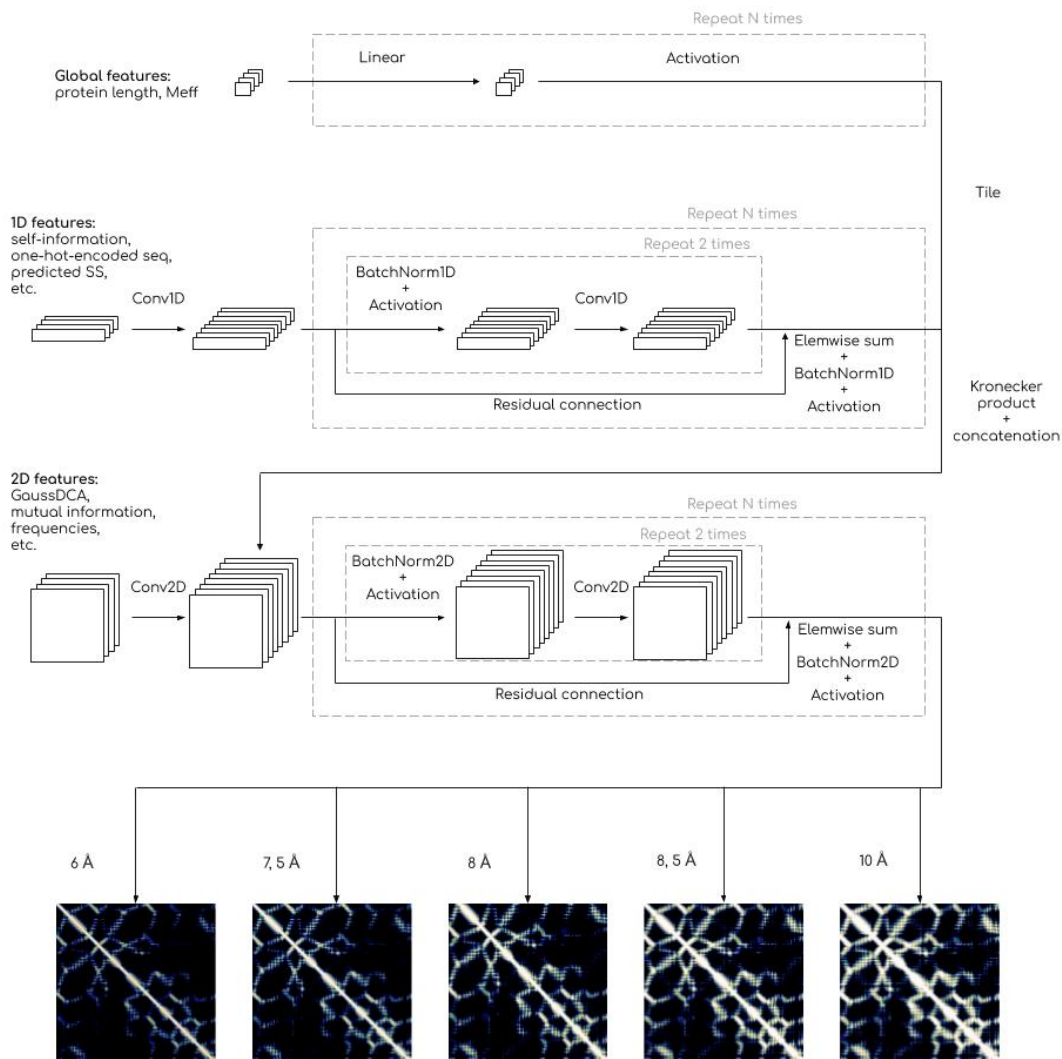 Repeat N times
Linear
Activation
Global features:
protein length, Meff
Tile
1D features:
self-information,
one-hot-encoded seq,
predicted SS,
etc.
Repeat N times
Repeat 2 times
BatchNorm1D
+
Activation
Conv1D
Conv1D
Elemwise sum
+
BatchNorm1D
+
Activation
Residual connection
Kronecker
product
+
concatenation
2D features:
GaussDCA,
mutual information,
frequencies,
etc.
Repeat N times
Repeat 2 times
BatchNorm2D
+
Activation
Conv2D
Conv2D
Elemwise sum
+
BatchNorm2D
+
Activation
Residual connection
6 Å
7, 5 Å
8 Å
8, 5 Å
10 Å